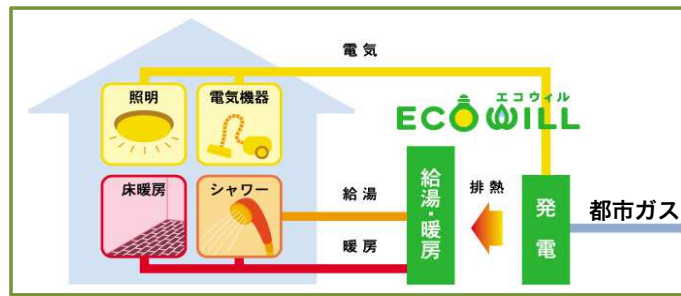 電気
照明
電気機器
エコウィル
ECOWILL
床暖房
シャワー
給湯
暖房
給湯・暖房
排熱
発電
都市ガス